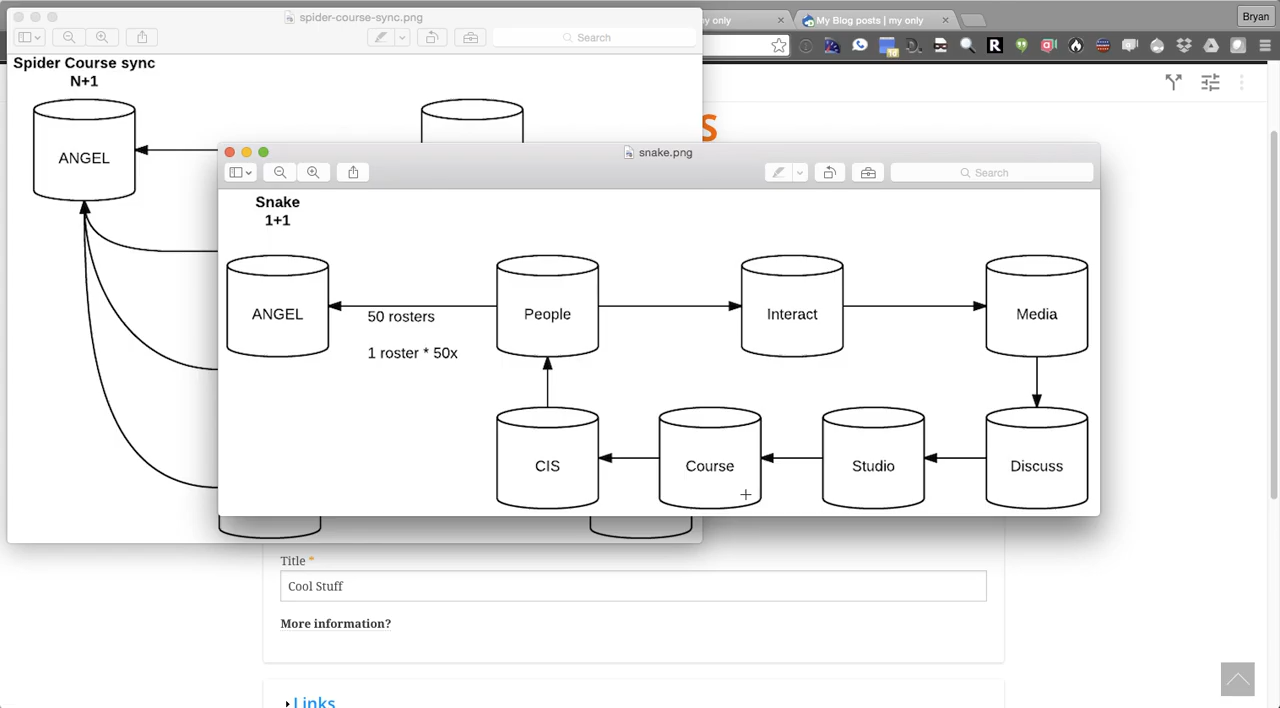 spider-course-sync.png
Search
Spider Course sync
N+1
ANGEL
y only
My Blog posts | my only
Bryan
s
snake.png
Search
Snake
1+1
ANGEL
People
Interact
Media
50 rosters
1 roster * 50x
CIS
Course
Studio
Discuss
Title *
Cool Stuff
More information?
Links